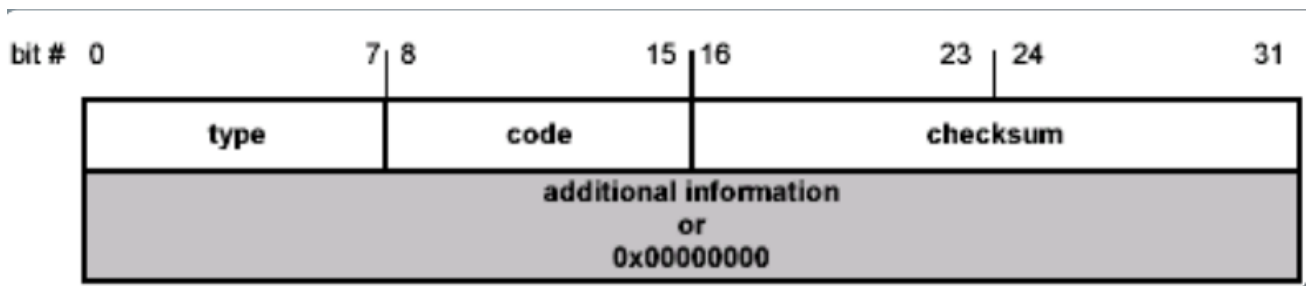 bit # 0 7 8 15 16 23 24 31
type code checksum
additional information
or
0x00000000